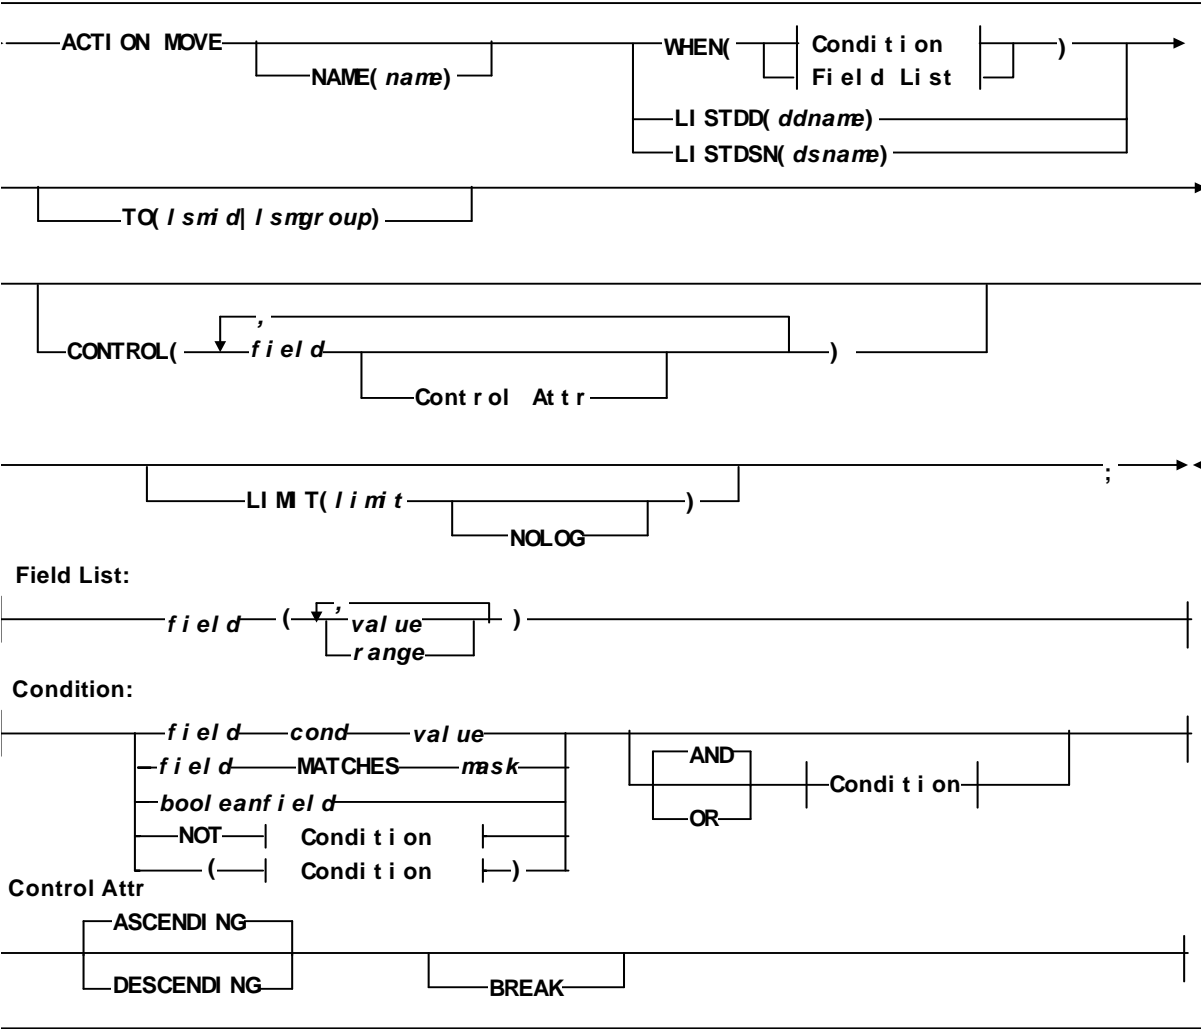 ACTION MOVE
NAME(name)
WHEN( Condition )
Field List
LISTDD(ddname)
LISTDSN(dsname)
TO(lsmid|lsmgroup)
,
CONTROL( field )
Control Attr
;
LIMIT(limit )
NOLOG
Field List:
,
field ( value )
range
Condition:
field cond value
AND
field MATCHES mask
Condition
booleanfield
OR
NOT Condition
( Condition )
Control Attr
ASCENDING
DESCENDING
BREAK